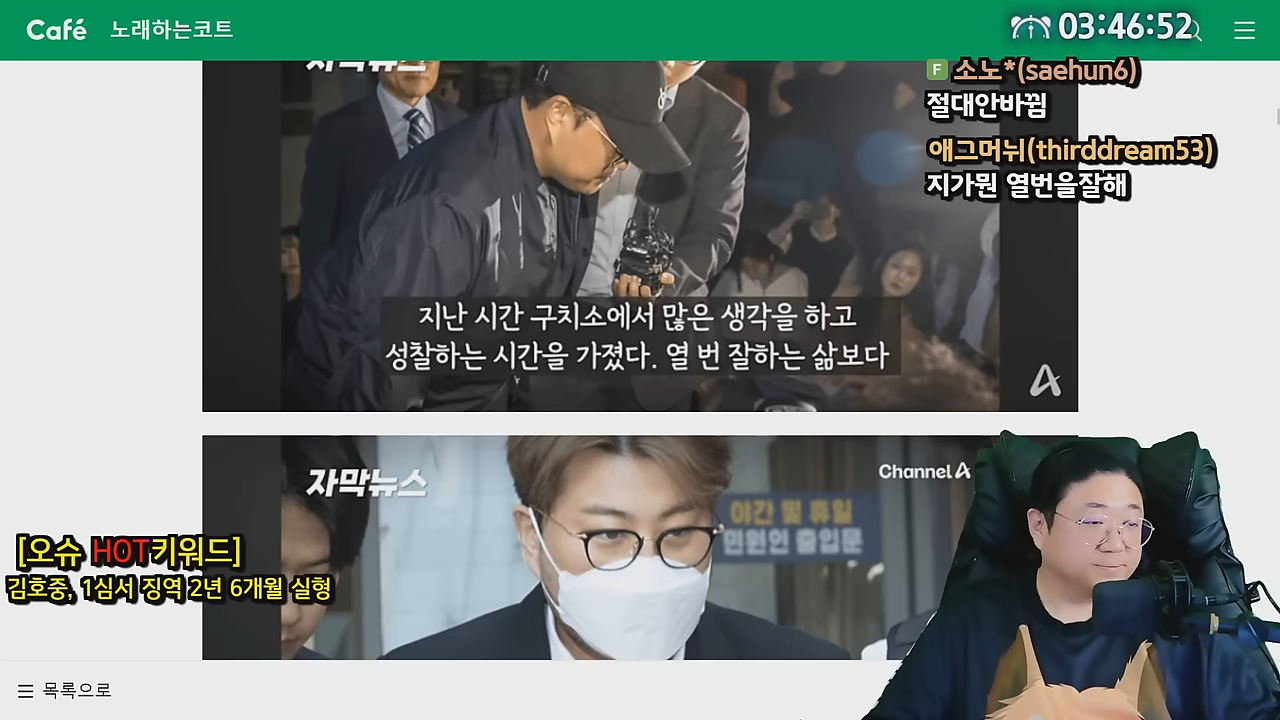 Café 노래하는코트
03:46:52
자막뉴스
F 소노*(saehun6)
절대안바뀜
애그머뉘(thirddream53)
지가뭔 열번을잘해
지난 시간 구치소에서 많은 생각을 하고
성찰하는 시간을 가졌다. 열 번 잘하는 삶보다
자막뉴스
Channel A
야간 및 휴일
민원인 출입문
[오슈 HOT키워드]
김호중, 1심서 징역 2년 6개월 실형
목록으로